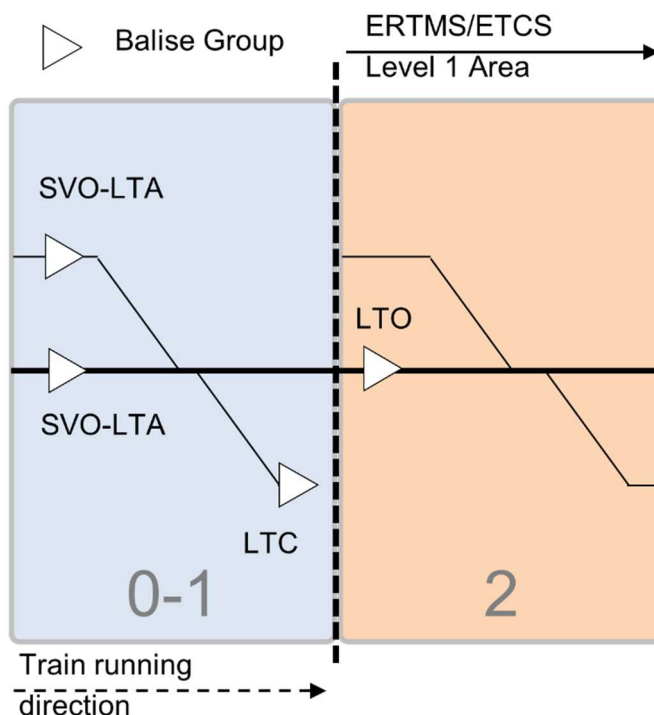 Balise Group
ERTMS/ETCS
Level 1 Area
SVO-LTA
LTO
SVO-LTA
LTC
0-1
2
Train running
direction